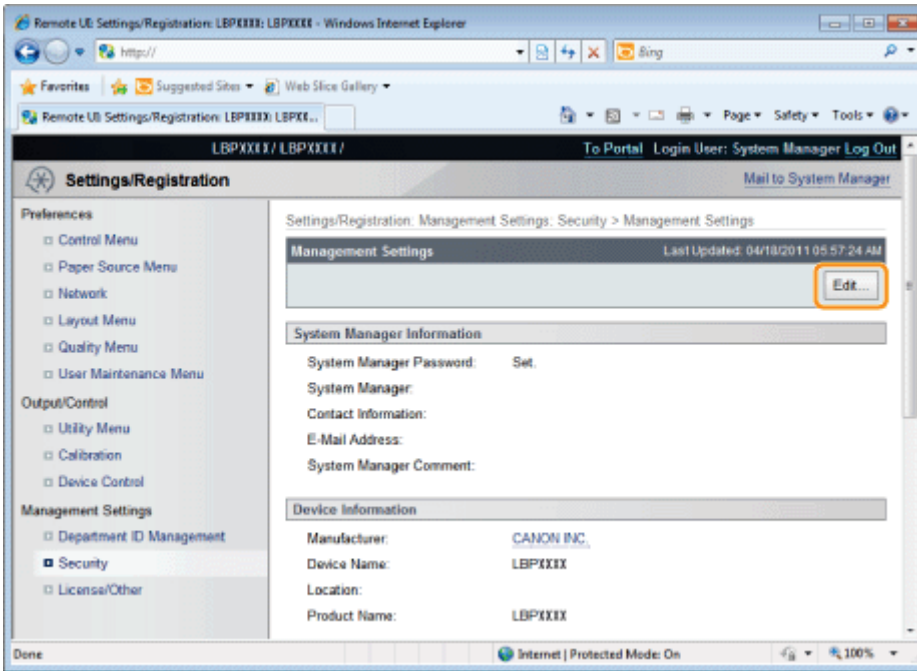 Remote UI: Settings/Registration: LBPXXXX: LBPXXXX - Windows Internet Explorer
http://
Bing
Favorites Suggested Sites Web Slice Gallery
Remote UI: Settings/Registration: LBPXXXX: LBPXX... Page Safety Tools
LBPXXXX / LBPXXXX / To Portal Login User: System Manager Log Out
Settings/Registration Mail to System Manager
Preferences
Control Menu
Paper Source Menu
Network
Layout Menu
Quality Menu
User Maintenance Menu
Output/Control
Utility Menu
Calibration
Device Control
Management Settings
Department ID Management
Security
License/Other
Settings/Registration: Management Settings: Security > Management Settings
Management Settings Last Updated: 04/18/2011 05:57:24 AM
Edit...
System Manager Information
System Manager Password: Set.
System Manager:
Contact Information:
E-Mail Address:
System Manager Comment:
Device Information
Manufacturer: CANON INC.
Device Name: LBPXXXX
Location:
Product Name: LBPXXXX
Done Internet | Protected Mode: On 100%